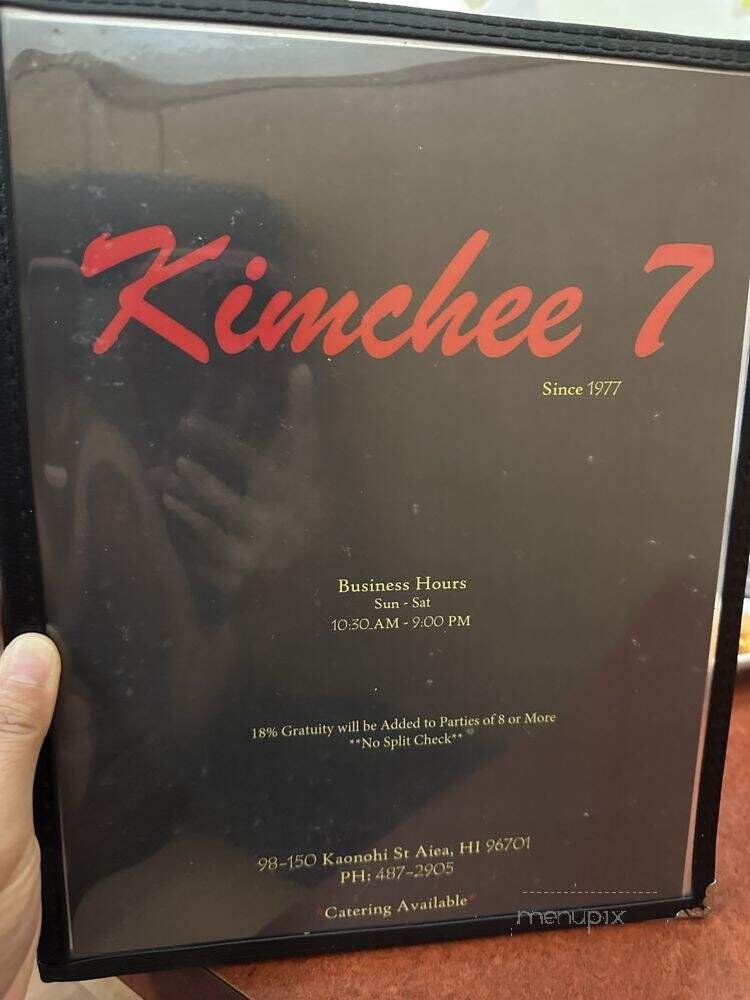 Kimchee 7
Since 1977
Business Hours
Sun - Sat
10:30 AM - 9:00 PM
18% Gratuity will be Added to Parties of 8 or More
**No Split Check**
98-150 Kaonohi St Aiea, HI 96701
PH: 487-2905
*Catering Available*
menupix